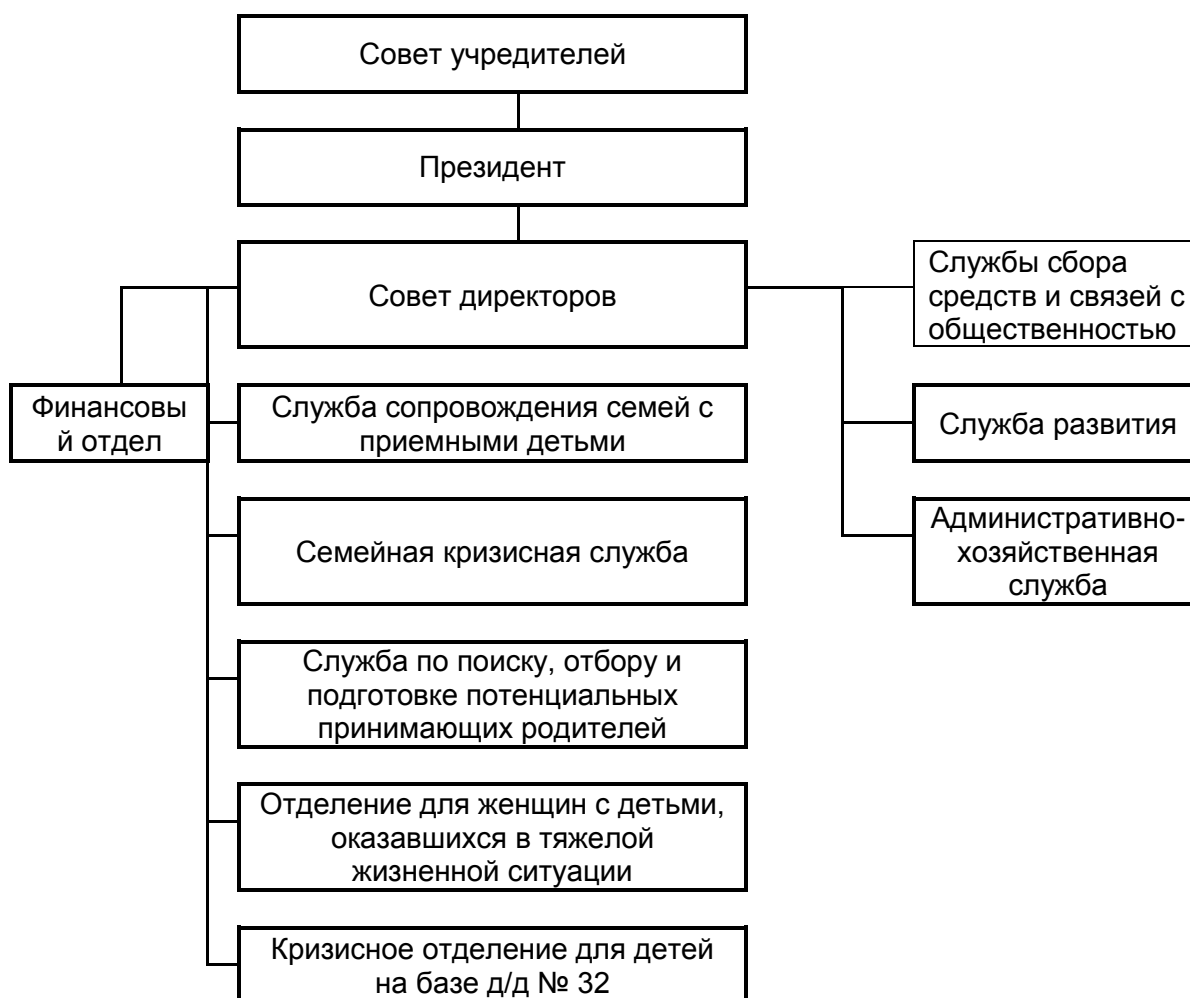 Совет учредителей
Президент
Совет директоров
Службы сбора
средств и связей с
общественностью
Финансовы
й отдел
Служба сопровождения семей с
приемными детьми
Служба развития
Семейная кризисная служба
Административно-
хозяйственная
служба
Служба по поиску, отбору и
подготовке потенциальных
принимающих родителей
Отделение для женщин с детьми,
оказавшихся в тяжелой
жизненной ситуации
Кризисное отделение для детей
на базе д/д № 32